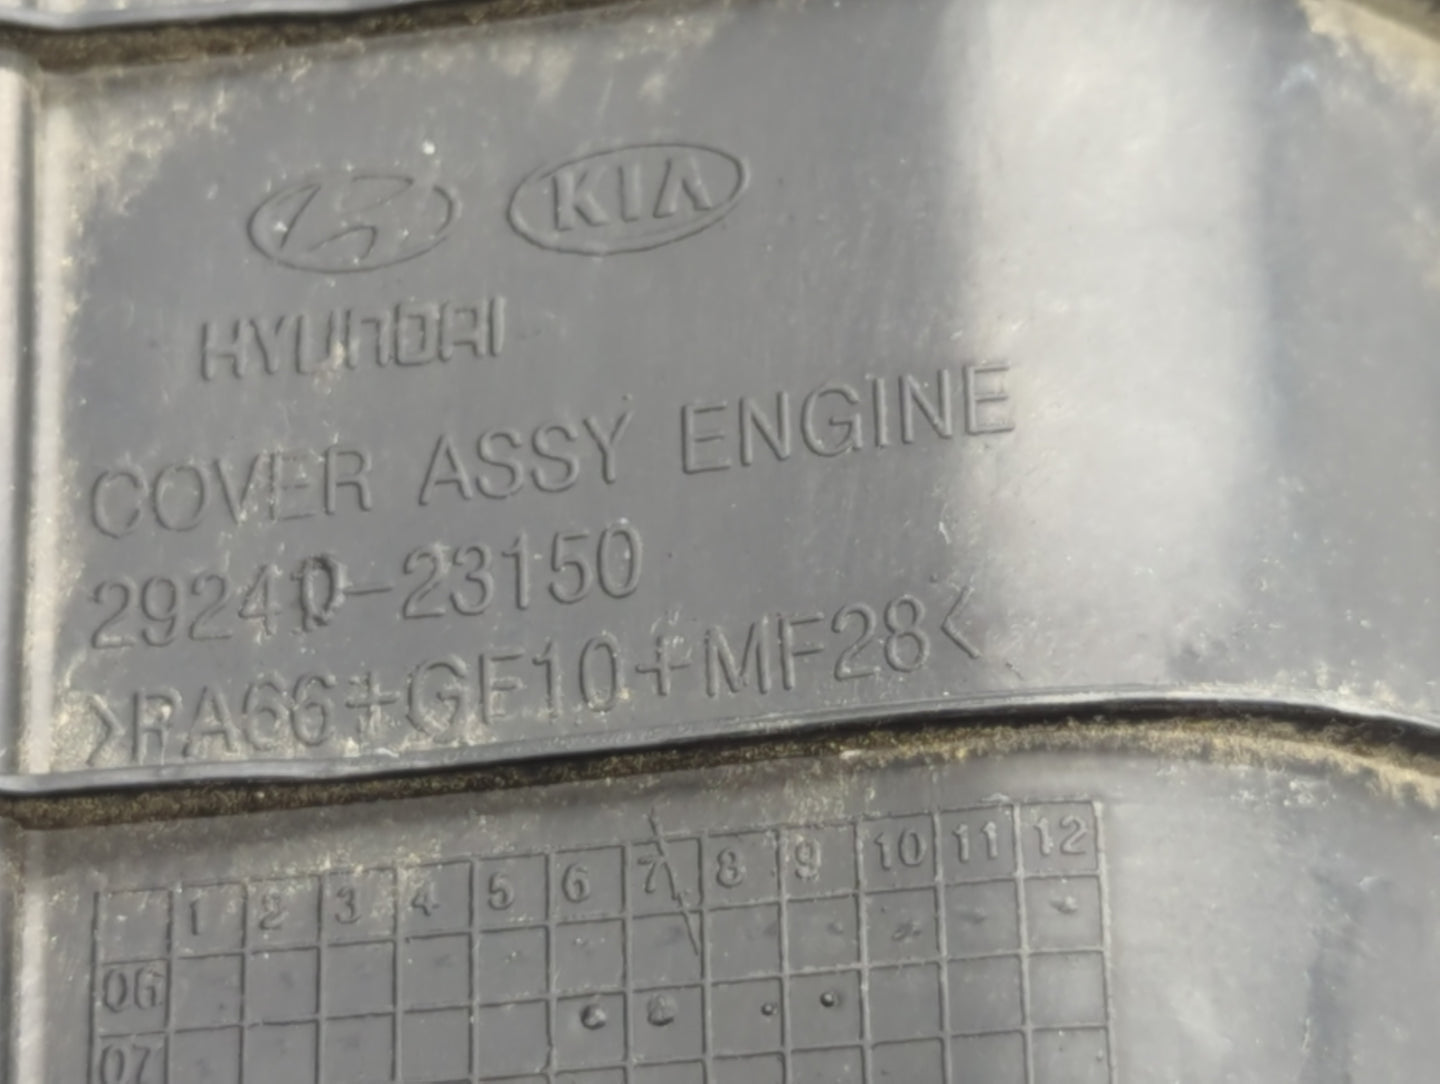 KIA
HYUNDAI
COVER ASSY ENGINE
29240-23150
>PA66+GF10+MF28<
1 2 3 4 5 6 7 8 9 10 11 12
06
07